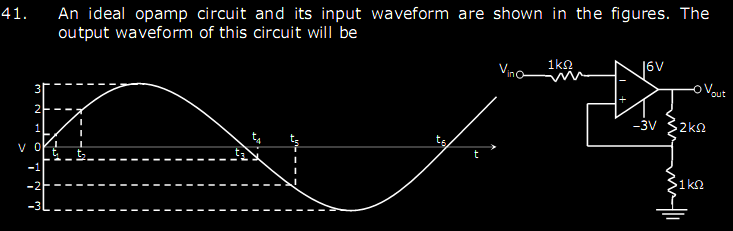 41. An ideal opamp circuit and its input waveform are shown in the figures. The
output waveform of this circuit will be
3
2
1
V 0
-1
-2
-3
t₁
t₂
t₃
t₄
t₅
t₆
t
Vin
1kΩ
6V
-
+
-3V
Vout
2kΩ
1kΩ